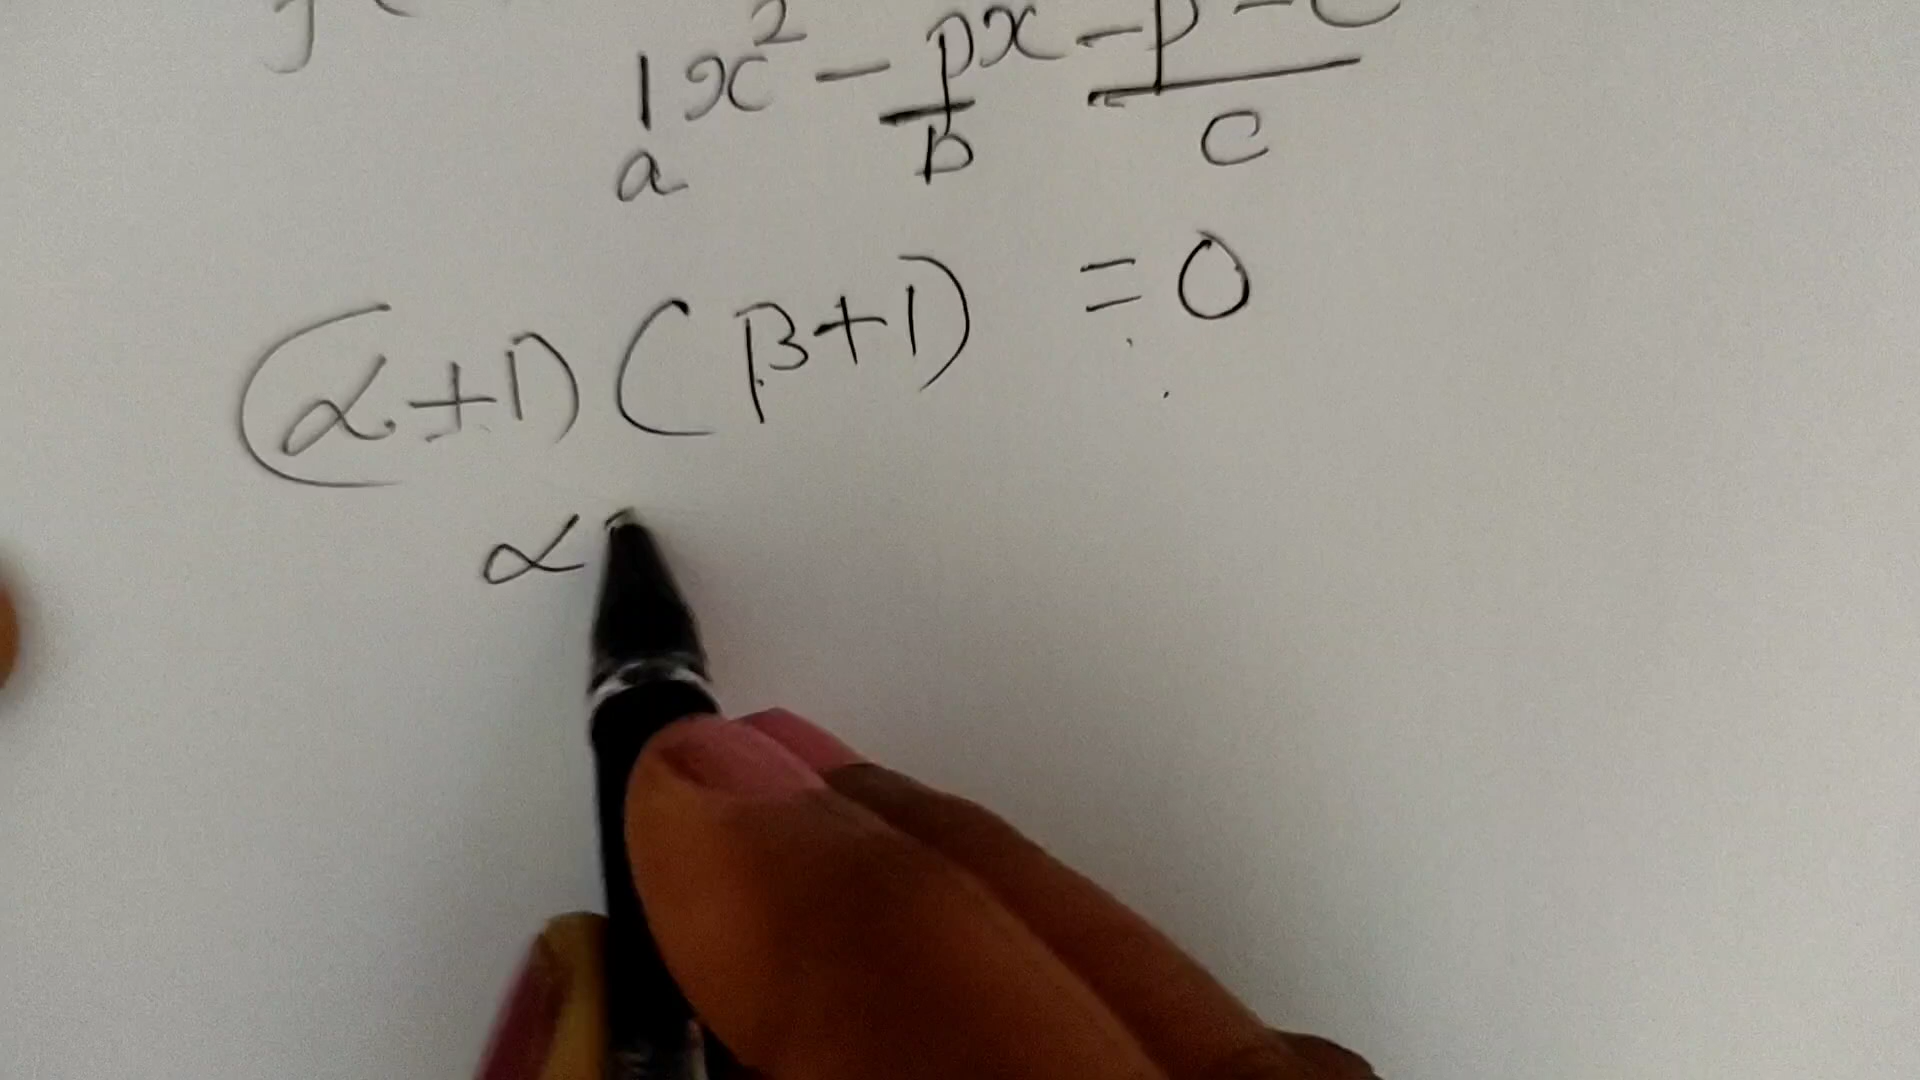 1x² - px - p - c
a b c
(α+1)(β+1) = 0
α